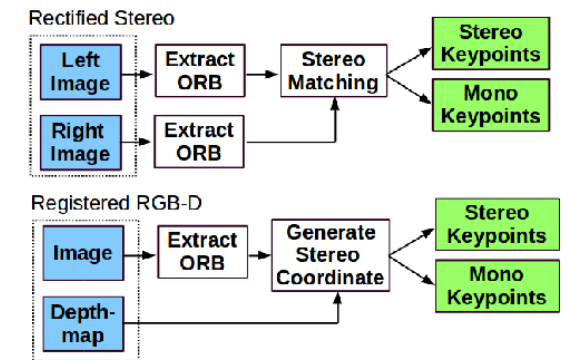 Rectified Stereo
Left
Image
Extract
ORB
Stereo
Matching
Stereo
Keypoints
Mono
Keypoints
Right
Image
Extract
ORB
Registered RGB-D
Image
Extract
ORB
Generate
Stereo
Coordinate
Stereo
Keypoints
Mono
Keypoints
Depth-
map